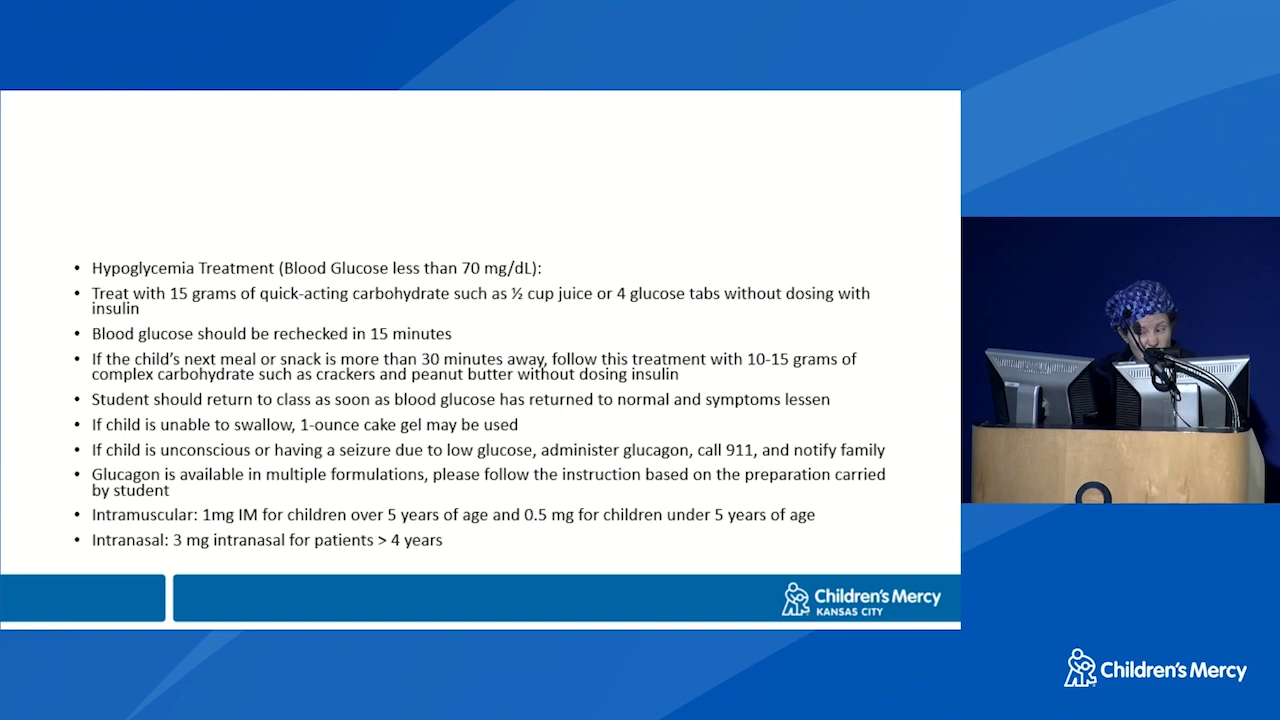 • Hypoglycemia Treatment (Blood Glucose less than 70 mg/dL):
• Treat with 15 grams of quick-acting carbohydrate such as ½ cup juice or 4 glucose tabs without dosing with
insulin
• Blood glucose should be rechecked in 15 minutes
• If the child's next meal or snack is more than 30 minutes away, follow this treatment with 10-15 grams of
complex carbohydrate such as crackers and peanut butter without dosing insulin
• Student should return to class as soon as blood glucose has returned to normal and symptoms lessen
• If child is unable to swallow, 1-ounce cake gel may be used
• If child is unconscious or having a seizure due to low glucose, administer glucagon, call 911, and notify family
• Glucagon is available in multiple formulations, please follow the instruction based on the preparation carried
by student
• Intramuscular: 1mg IM for children over 5 years of age and 0.5 mg for children under 5 years of age
• Intranasal: 3 mg intranasal for patients > 4 years
Children's Mercy
KANSAS CITY
Children's Mercy